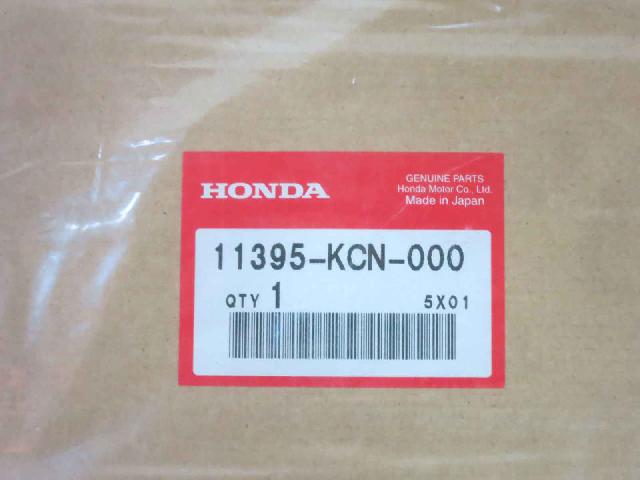 HONDA
GENUINE PARTS
Honda Motor Co., Ltd.
Made in Japan
11395-KCN-000
QTY 1 5X01